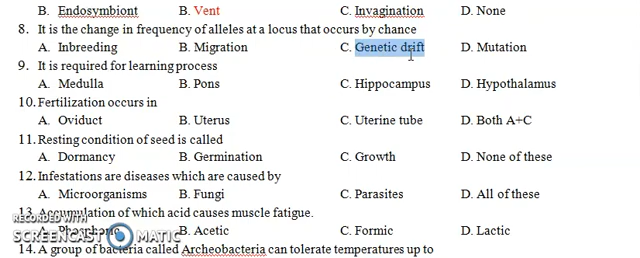 B. Endosymbiont B. Vent C. Invagination D. None
8. It is the change in frequency of alleles at a locus that occurs by chance
A. Inbreeding B. Migration C. Genetic drift D. Mutation
9. It is required for learning process
A. Medulla B. Pons C. Hippocampus D. Hypothalamus
10. Fertilization occurs in
A. Oviduct B. Uterus C. Uterine tube D. Both A+C
11. Resting condition of seed is called
A. Dormancy B. Germination C. Growth D. None of these
12. Infestations are diseases which are caused by
A. Microorganisms B. Fungi C. Parasites D. All of these
13. Accumulation of which acid causes muscle fatigue.
A. Phosphoric B. Acetic C. Formic D. Lactic
RECORDED WITH
SCREENCAST MATIC
14. A group of bacteria called Archeobacteria can tolerate temperatures up to